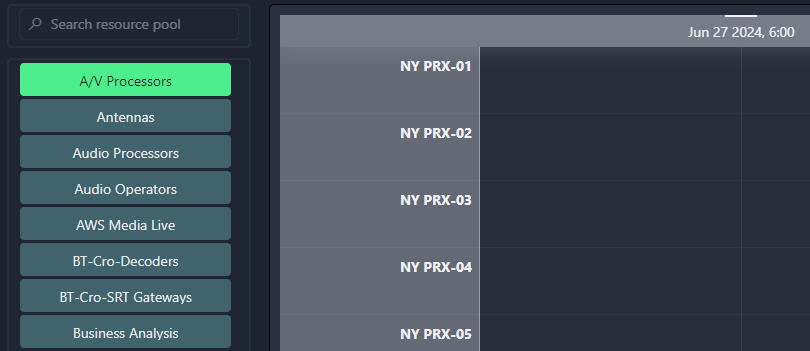 Search resource pool
A/V Processors
Antennas
Audio Processors
Audio Operators
AWS Media Live
BT-Cro-Decoders
BT-Cro-SRT Gateways
Business Analysis
Jun 27 2024, 6:00
NY PRX-01
NY PRX-02
NY PRX-03
NY PRX-04
NY PRX-05